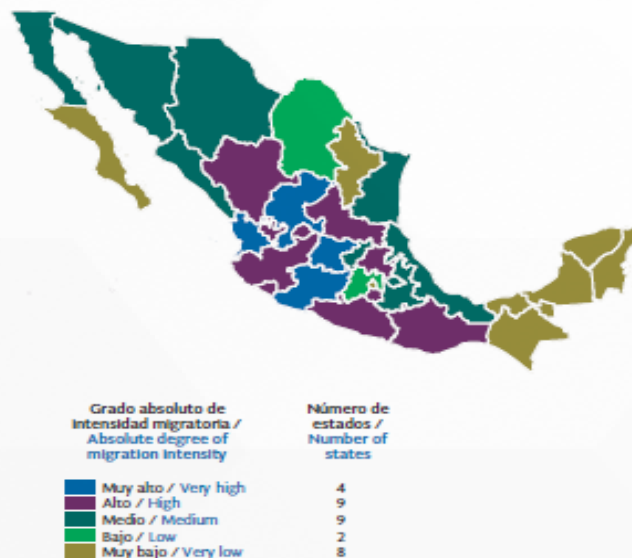 Grado absoluto de
intensidad migratoria /
Absolute degree of
migration intensity
Número de
estados /
Number of
states
Muy alto / Very high 4
Alto / High 9
Medio / Medium 9
Bajo / Low 2
Muy bajo / Very low 8